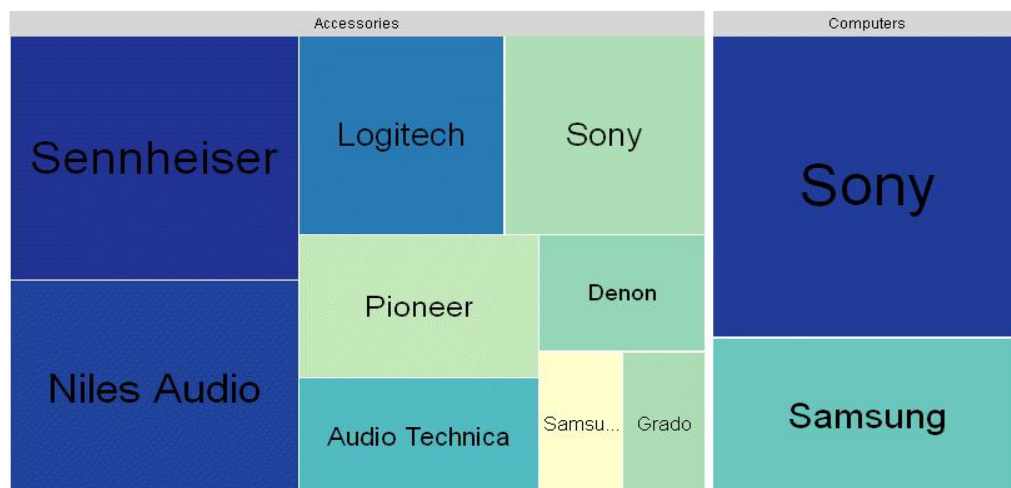 Accessories
Computers
Sennheiser
Logitech
Sony
Sony
Pioneer
Denon
Niles Audio
Audio Technica
Samsu...
Grado
Samsung